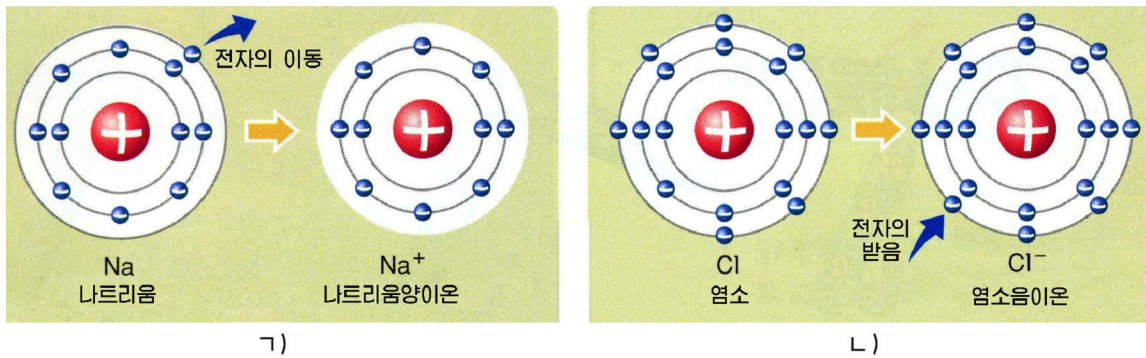 전자의 이동
Na
나트리움
Na⁺
나트리움양이온
ㄱ)
전자의
받음
Cl
염소
Cl⁻
염소음이온
ㄴ)